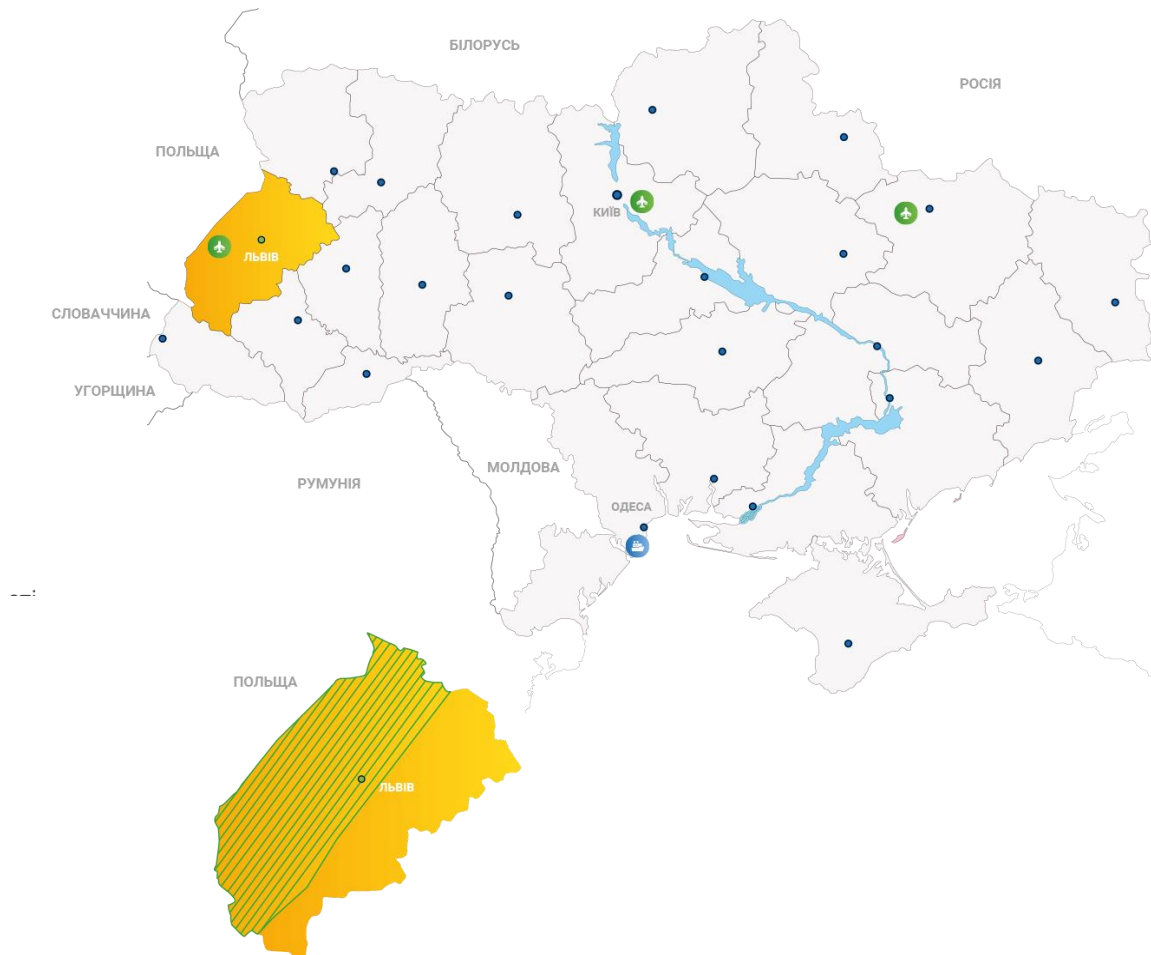 БІЛОРУСЬ
РОСІЯ
ПОЛЬЩА
КИЇВ
ЛЬВІВ
СЛОВАЧЧИНА
УГОРЩИНА
МОЛДОВА
РУМУНІЯ
ОДЕСА
ПОЛЬЩА
ЛЬВІВ